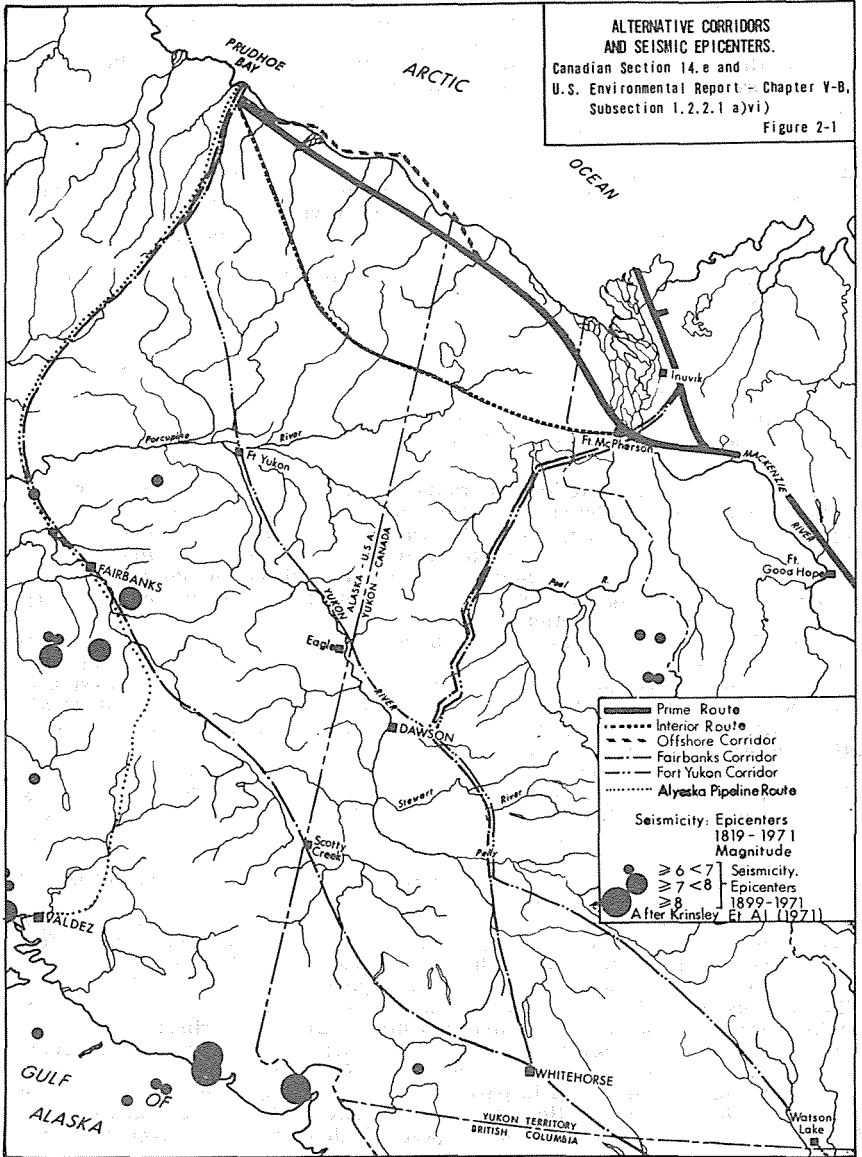 ALTERNATIVE CORRIDORS
AND SEISMIC EPICENTERS.
Canadian Section 14.e and
U.S. Environmental Report - Chapter V-B,
Subsection 1.2.2.1 a)vi)
Figure 2-1
PRUDHOE
BAY
ARCTIC
OCEAN
Inuvik
Porcupine River
Ft Yukon
Ft McPherson
MACKENZIE
RIVER
Ft.
Good Hope
ALASKA - U.S.A.
YUKON - CANADA
FAIRBANKS
YUKON
RIVER
Peel R.
Eagle
DAWSON
Stewart River
Scotty
Creek
Pelly
VALDEZ
Prime Route
Interior Route
Offshore Corridor
Fairbanks Corridor
Fort Yukon Corridor
Alyeska Pipeline Route
Seismicity: Epicenters
1819 - 1971
Magnitude
≥ 6 < 7
≥ 7 < 8
≥ 8
Seismicity.
Epicenters
1899-1971
After Krinsley Et Al (1971)
GULF
OF
ALASKA
WHITEHORSE
YUKON TERRITORY
BRITISH COLUMBIA
Watson
Lake